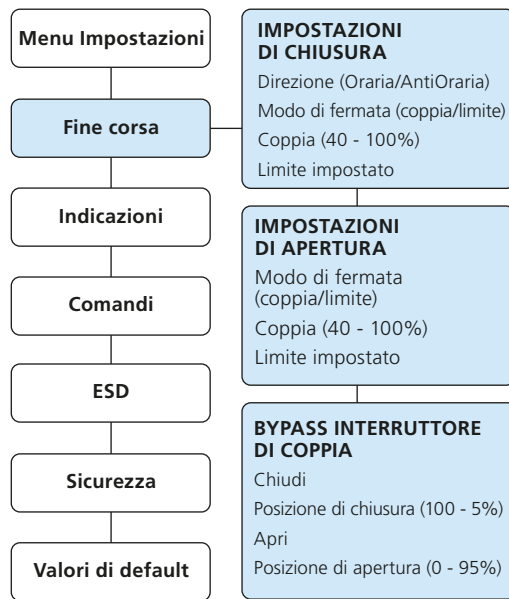 Menu Impostazioni
Fine corsa
Indicazioni
Comandi
ESD
Sicurezza
Valori di default
IMPOSTAZIONI
DI CHIUSURA
Direzione (Oraria/AntiOraria)
Modo di fermata (coppia/limite)
Coppia (40 - 100%)
Limite impostato
IMPOSTAZIONI
DI APERTURA
Modo di fermata
(coppia/limite)
Coppia (40 - 100%)
Limite impostato
BYPASS INTERRUTTORE
DI COPPIA
Chiudi
Posizione di chiusura (100 - 5%)
Apri
Posizione di apertura (0 - 95%)